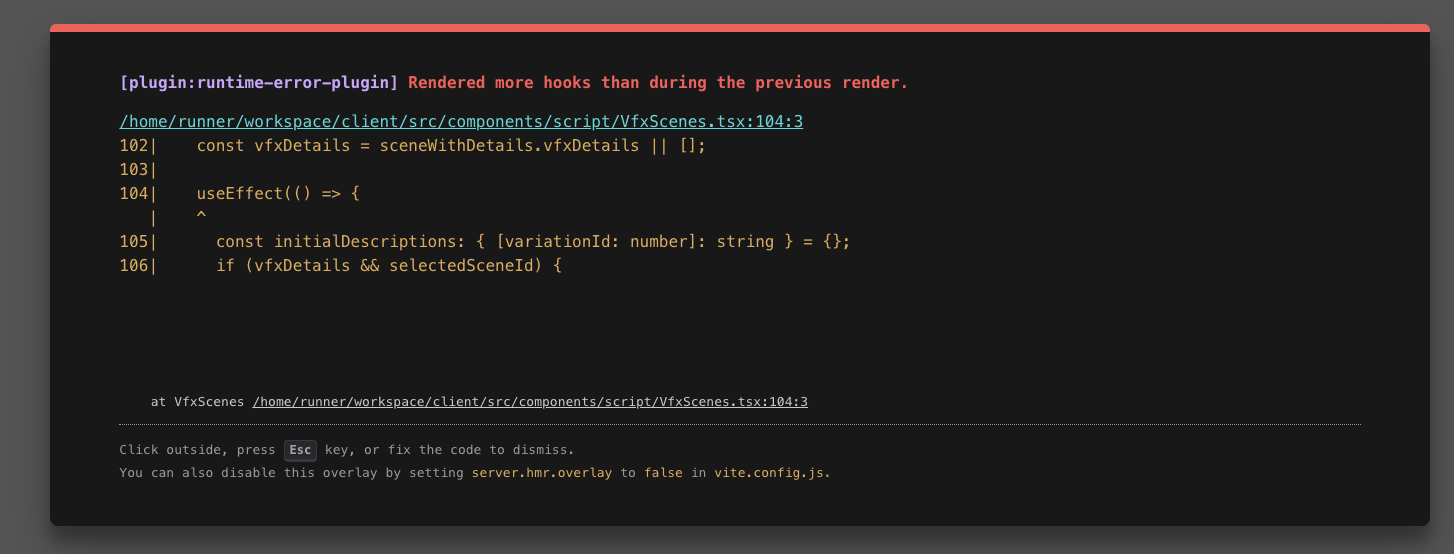 [plugin:runtime-error-plugin] Rendered more hooks than during the previous render.
/home/runner/workspace/client/src/components/script/VfxScenes.tsx:104:3
102|    const vfxDetails = sceneWithDetails.vfxDetails || [];
103|
104|    useEffect(() => {
   |    ^
105|      const initialDescriptions: { [variationId: number]: string } = {};
106|      if (vfxDetails && selectedSceneId) {
    at VfxScenes /home/runner/workspace/client/src/components/script/VfxScenes.tsx:104:3
Click outside, press Esc key, or fix the code to dismiss.
You can also disable this overlay by setting server.hmr.overlay to false in vite.config.js.